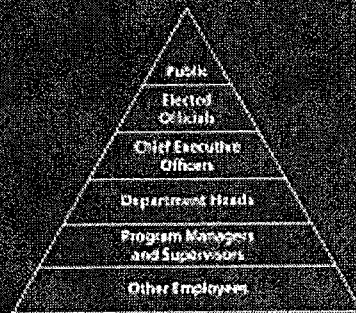 Public
Elected
Officials
Chief Executive
Officers
Department Heads
Program Managers
and Supervisors
Other Employees